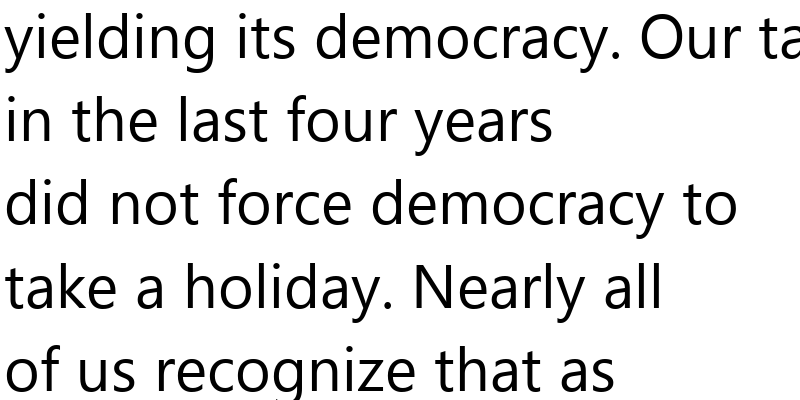 yielding its democracy. Our
in the last four years
did not force democracy to
take a holiday. Nearly all
of us recognize that as